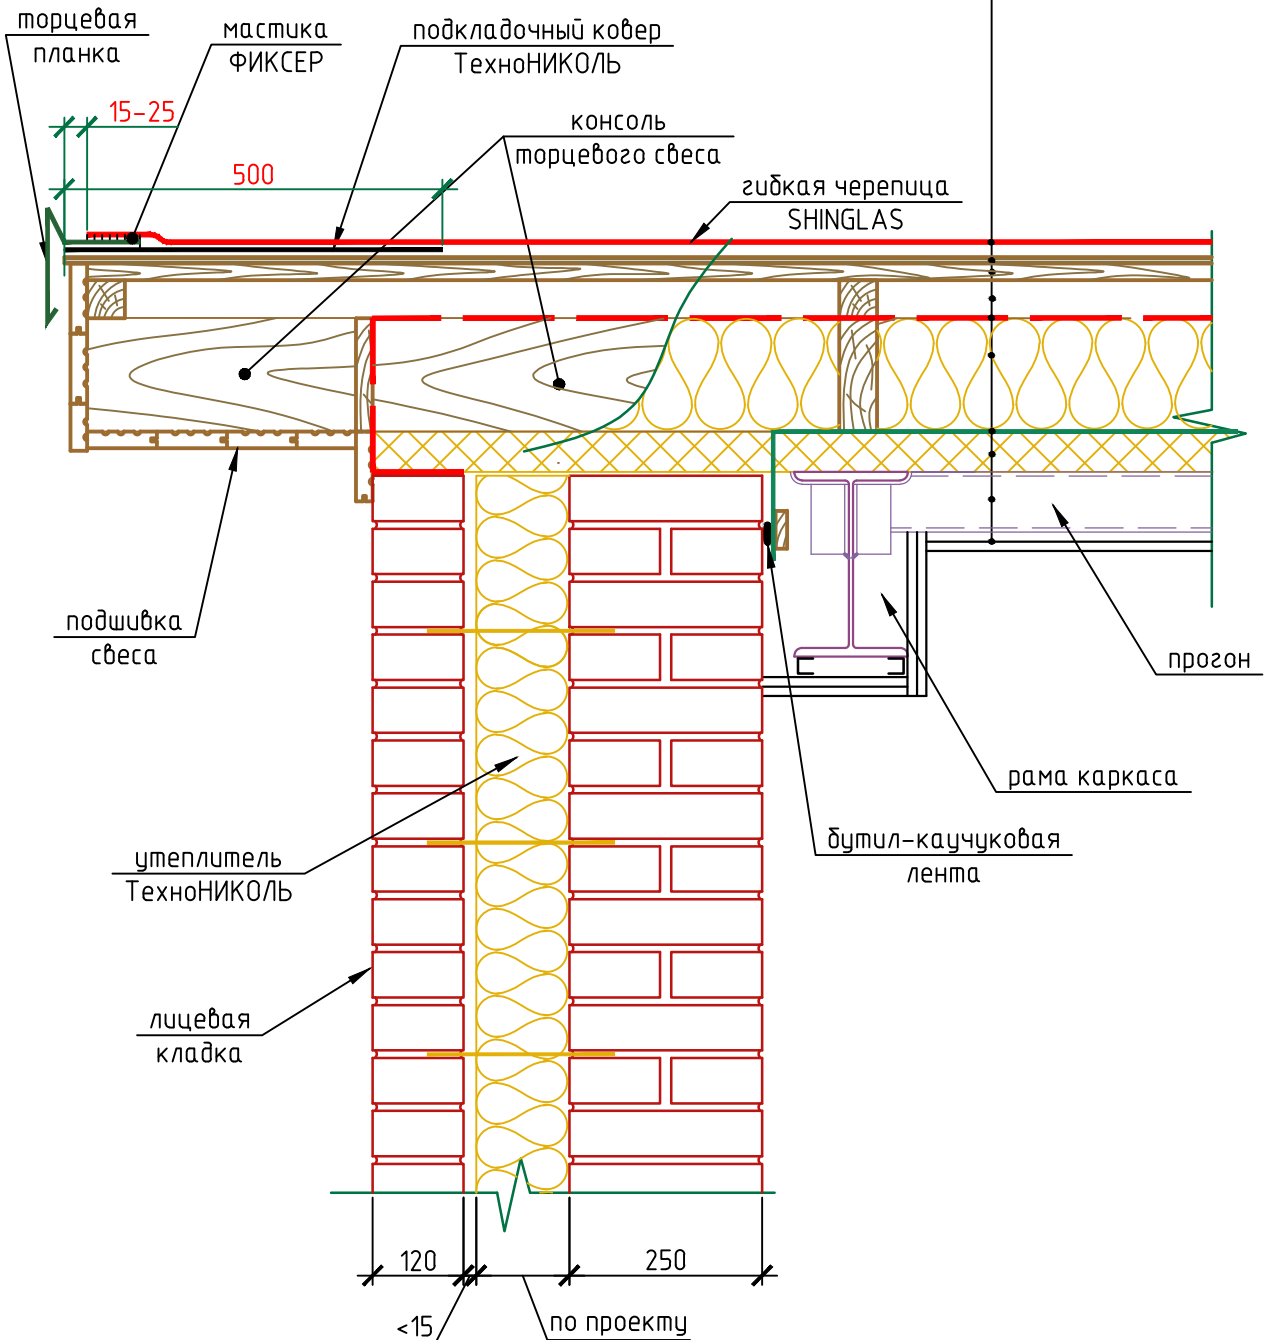 торцевая
планка
мастика
ФИКСЕР
подкладочный ковер
ТехноНИКОЛЬ
15-25
консоль
торцевого свеса
500
гибкая черепица
SHINGLAS
подшивка
свеса
прогон
рама каркаса
бутил-каучуковая
лента
утеплитель
ТехноНИКОЛЬ
лицевая
кладка
120
250
<15
по проекту